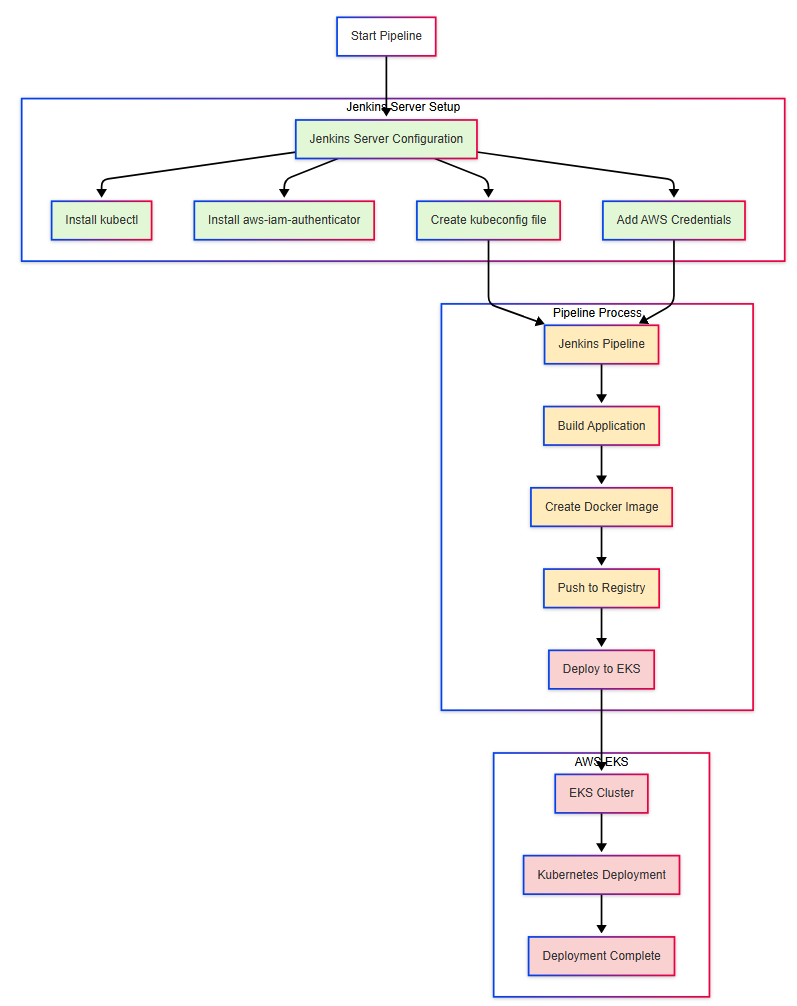 Start Pipeline
Jenkins Server Setup
Jenkins Server Configuration
Install kubectl
Install aws-iam-authenticator
Create kubeconfig file
Add AWS Credentials
Pipeline Process
Jenkins Pipeline
Build Application
Create Docker Image
Push to Registry
Deploy to EKS
AWS EKS
EKS Cluster
Kubernetes Deployment
Deployment Complete